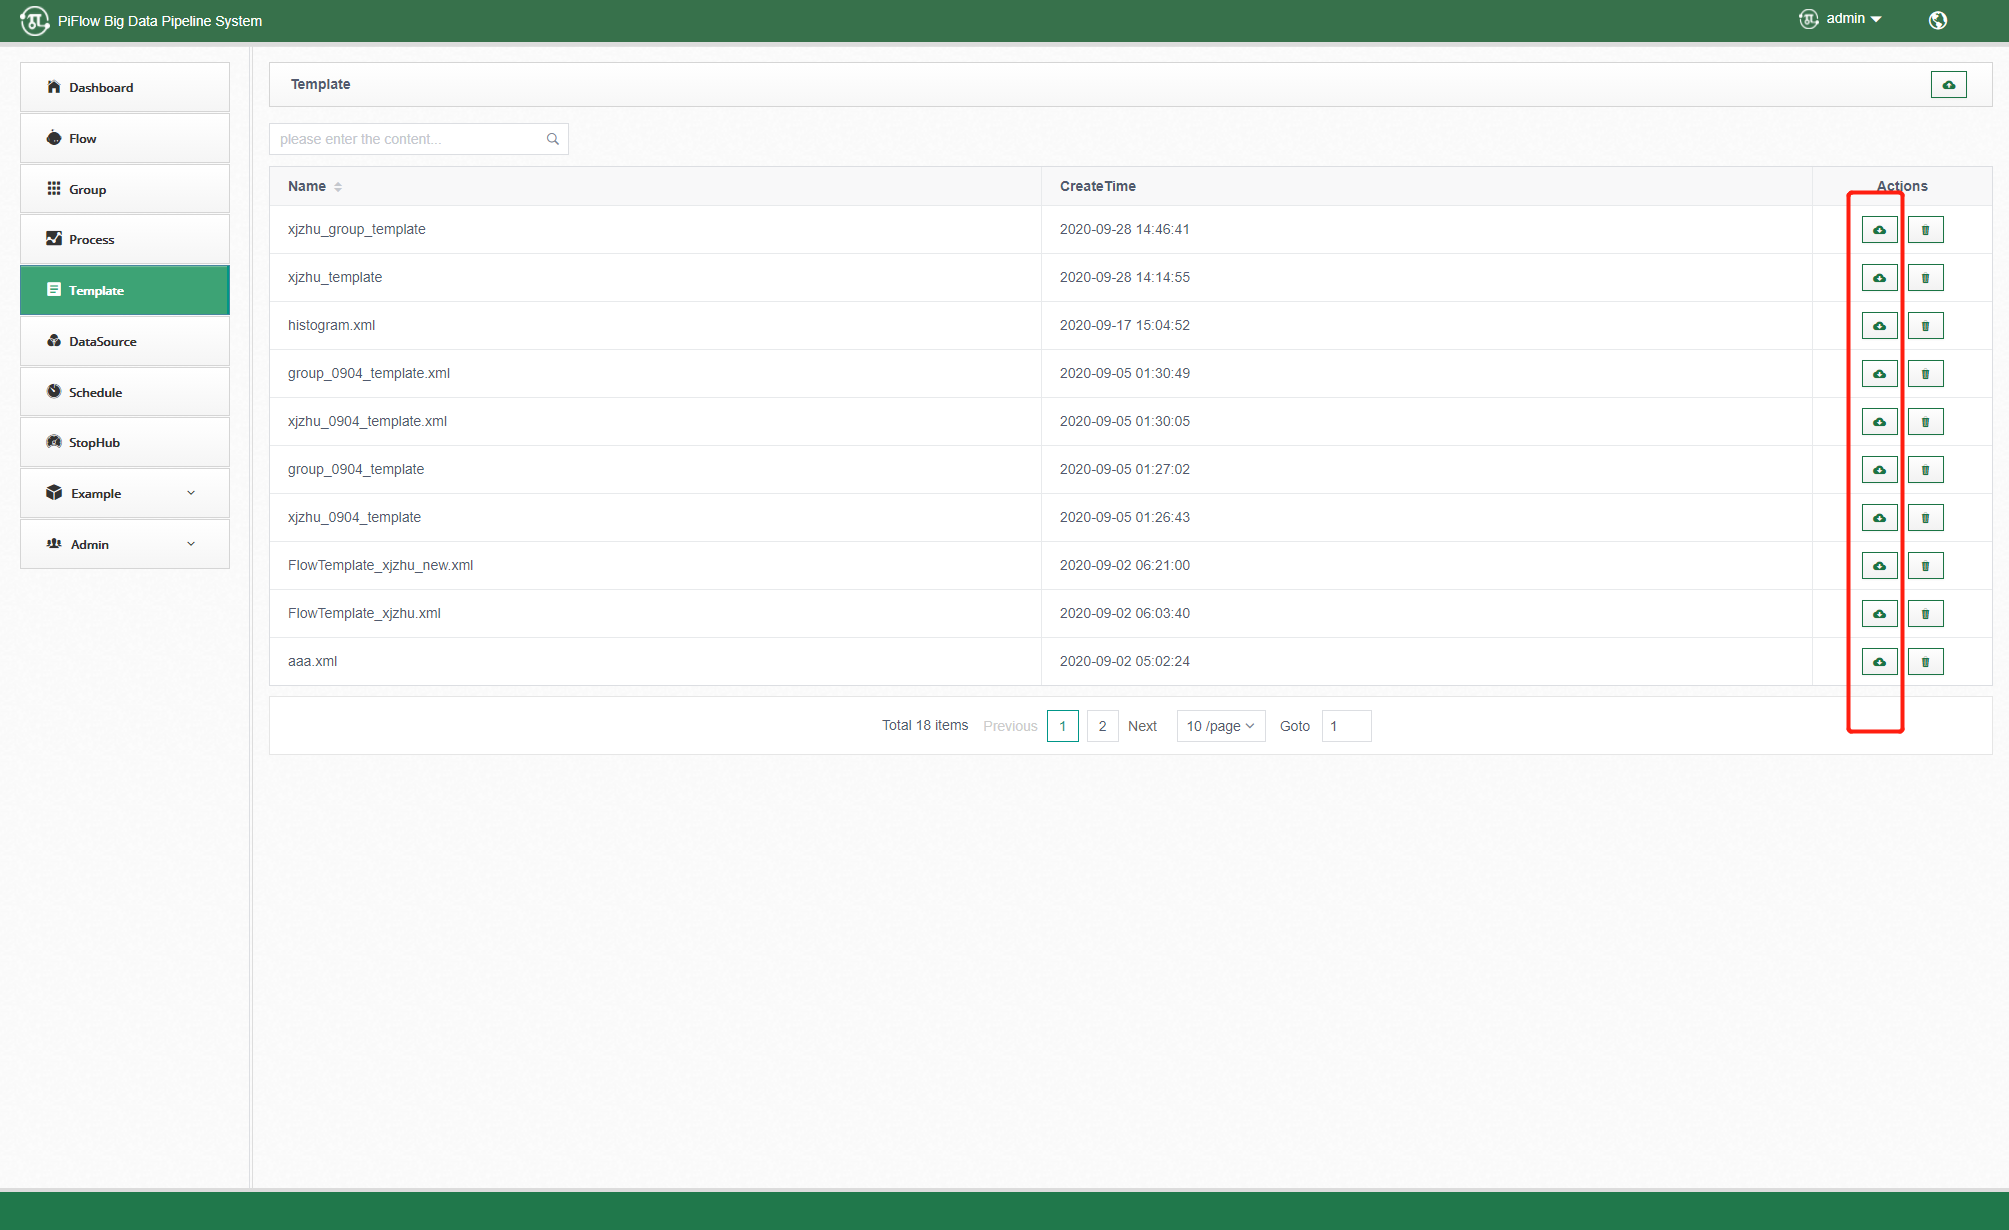 PiFlow Big Data Pipeline System
admin
Dashboard
Flow
Group
Process
Template
DataSource
Schedule
StopHub
Example
Admin
Template
please enter the content...
Name CreateTime Actions
xjzhu_group_template 2020-09-28 14:46:41
xjzhu_template 2020-09-28 14:14:55
histogram.xml 2020-09-17 15:04:52
group_0904_template.xml 2020-09-05 01:30:49
xjzhu_0904_template.xml 2020-09-05 01:30:05
group_0904_template 2020-09-05 01:27:02
xjzhu_0904_template 2020-09-05 01:26:43
FlowTemplate_xjzhu_new.xml 2020-09-02 06:21:00
FlowTemplate_xjzhu.xml 2020-09-02 06:03:40
aaa.xml 2020-09-02 05:02:24
Total 18 items Previous 1 2 Next 10 /page Goto 1